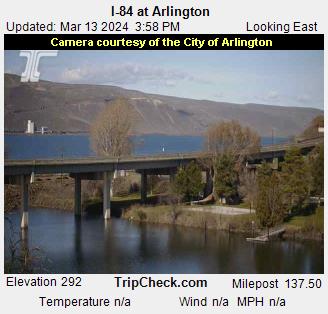 I-84 at Arlington
Updated: Mar 13 2024 3:58 PM Looking East
Camera courtesy of the City of Arlington
Elevation 292 TripCheck.com Milepost 137.50
Temperature n/a Wind n/a MPH n/a